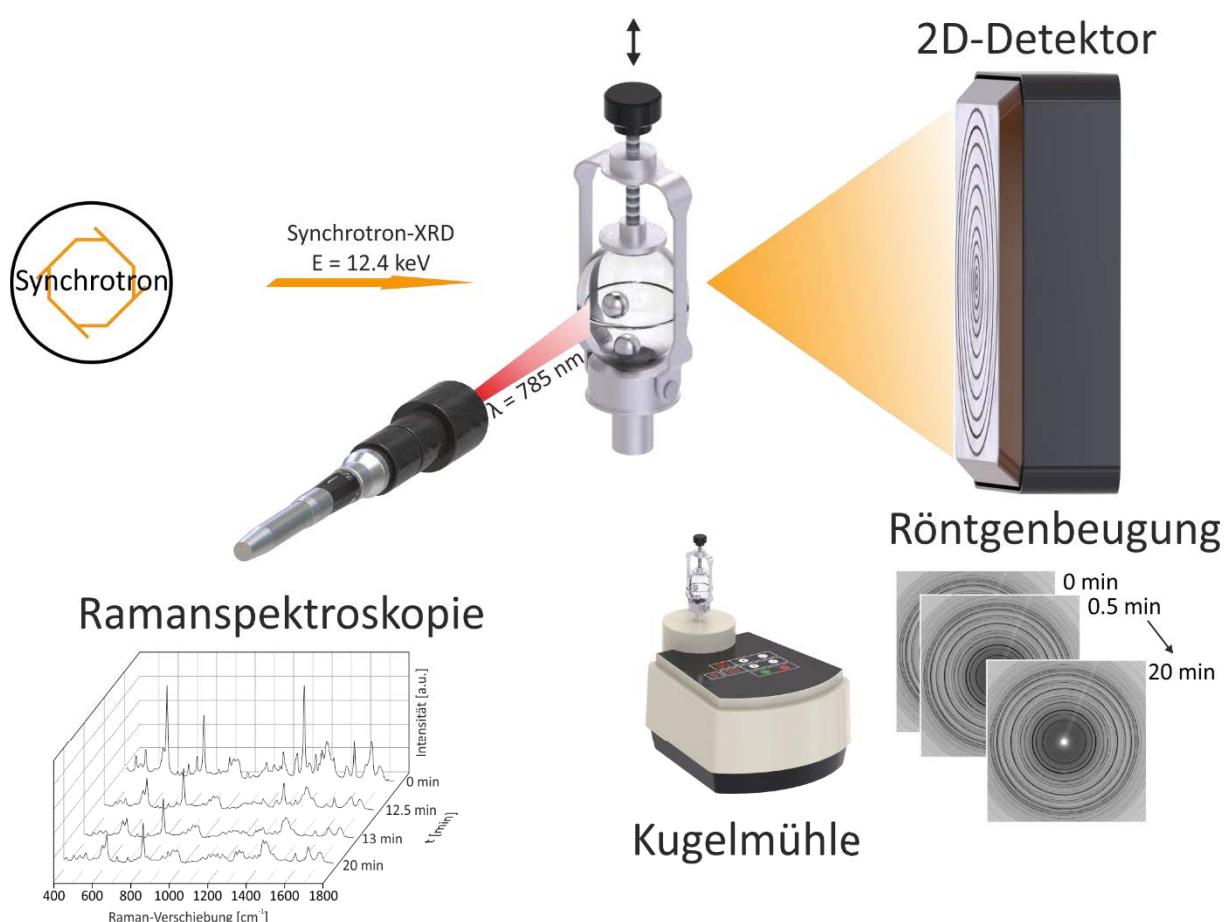 2D-Detektor
Synchrotron
Synchrotron-XRD
E = 12.4 keV
λ = 785 nm
Röntgenbeugung
0 min
0.5 min
20 min
Ramanspektroskopie
Intensität [a.u.]
0 min
12.5 min
13 min
20 min
t [min]
400 600 800 1000 1200 1400 1600 1800
Raman-Verschiebung [cm⁻¹]
Kugelmühle